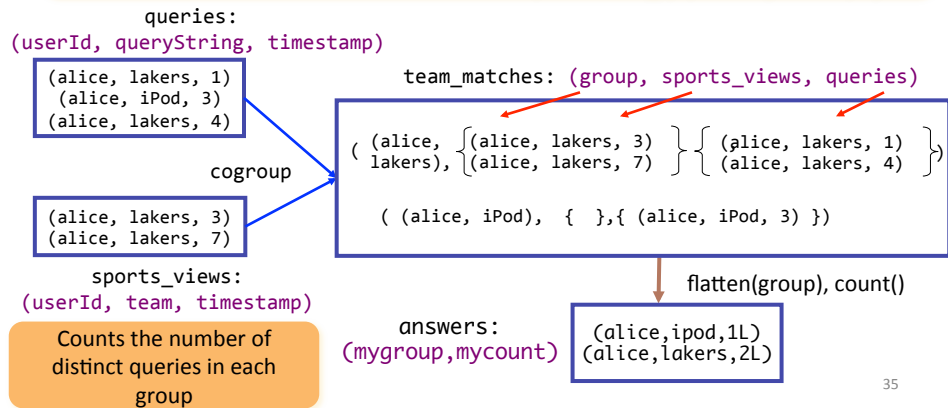 queries:
(userId, queryString, timestamp)
(alice, lakers, 1)
(alice, iPod, 3)
(alice, lakers, 4)
cogroup
(alice, lakers, 3)
(alice, lakers, 7)
sports_views:
(userId, team, timestamp)
Counts the number of
distinct queries in each
group
team_matches: (group, sports_views, queries)
( (alice, { (alice, lakers, 3) } { (alice, lakers, 1) } )
lakers), (alice, lakers, 7) (alice, lakers, 4)
( (alice, iPod), { },{ (alice, iPod, 3) })
flatten(group), count()
answers:
(mygroup,mycount)
(alice,ipod,1L)
(alice,lakers,2L)
35